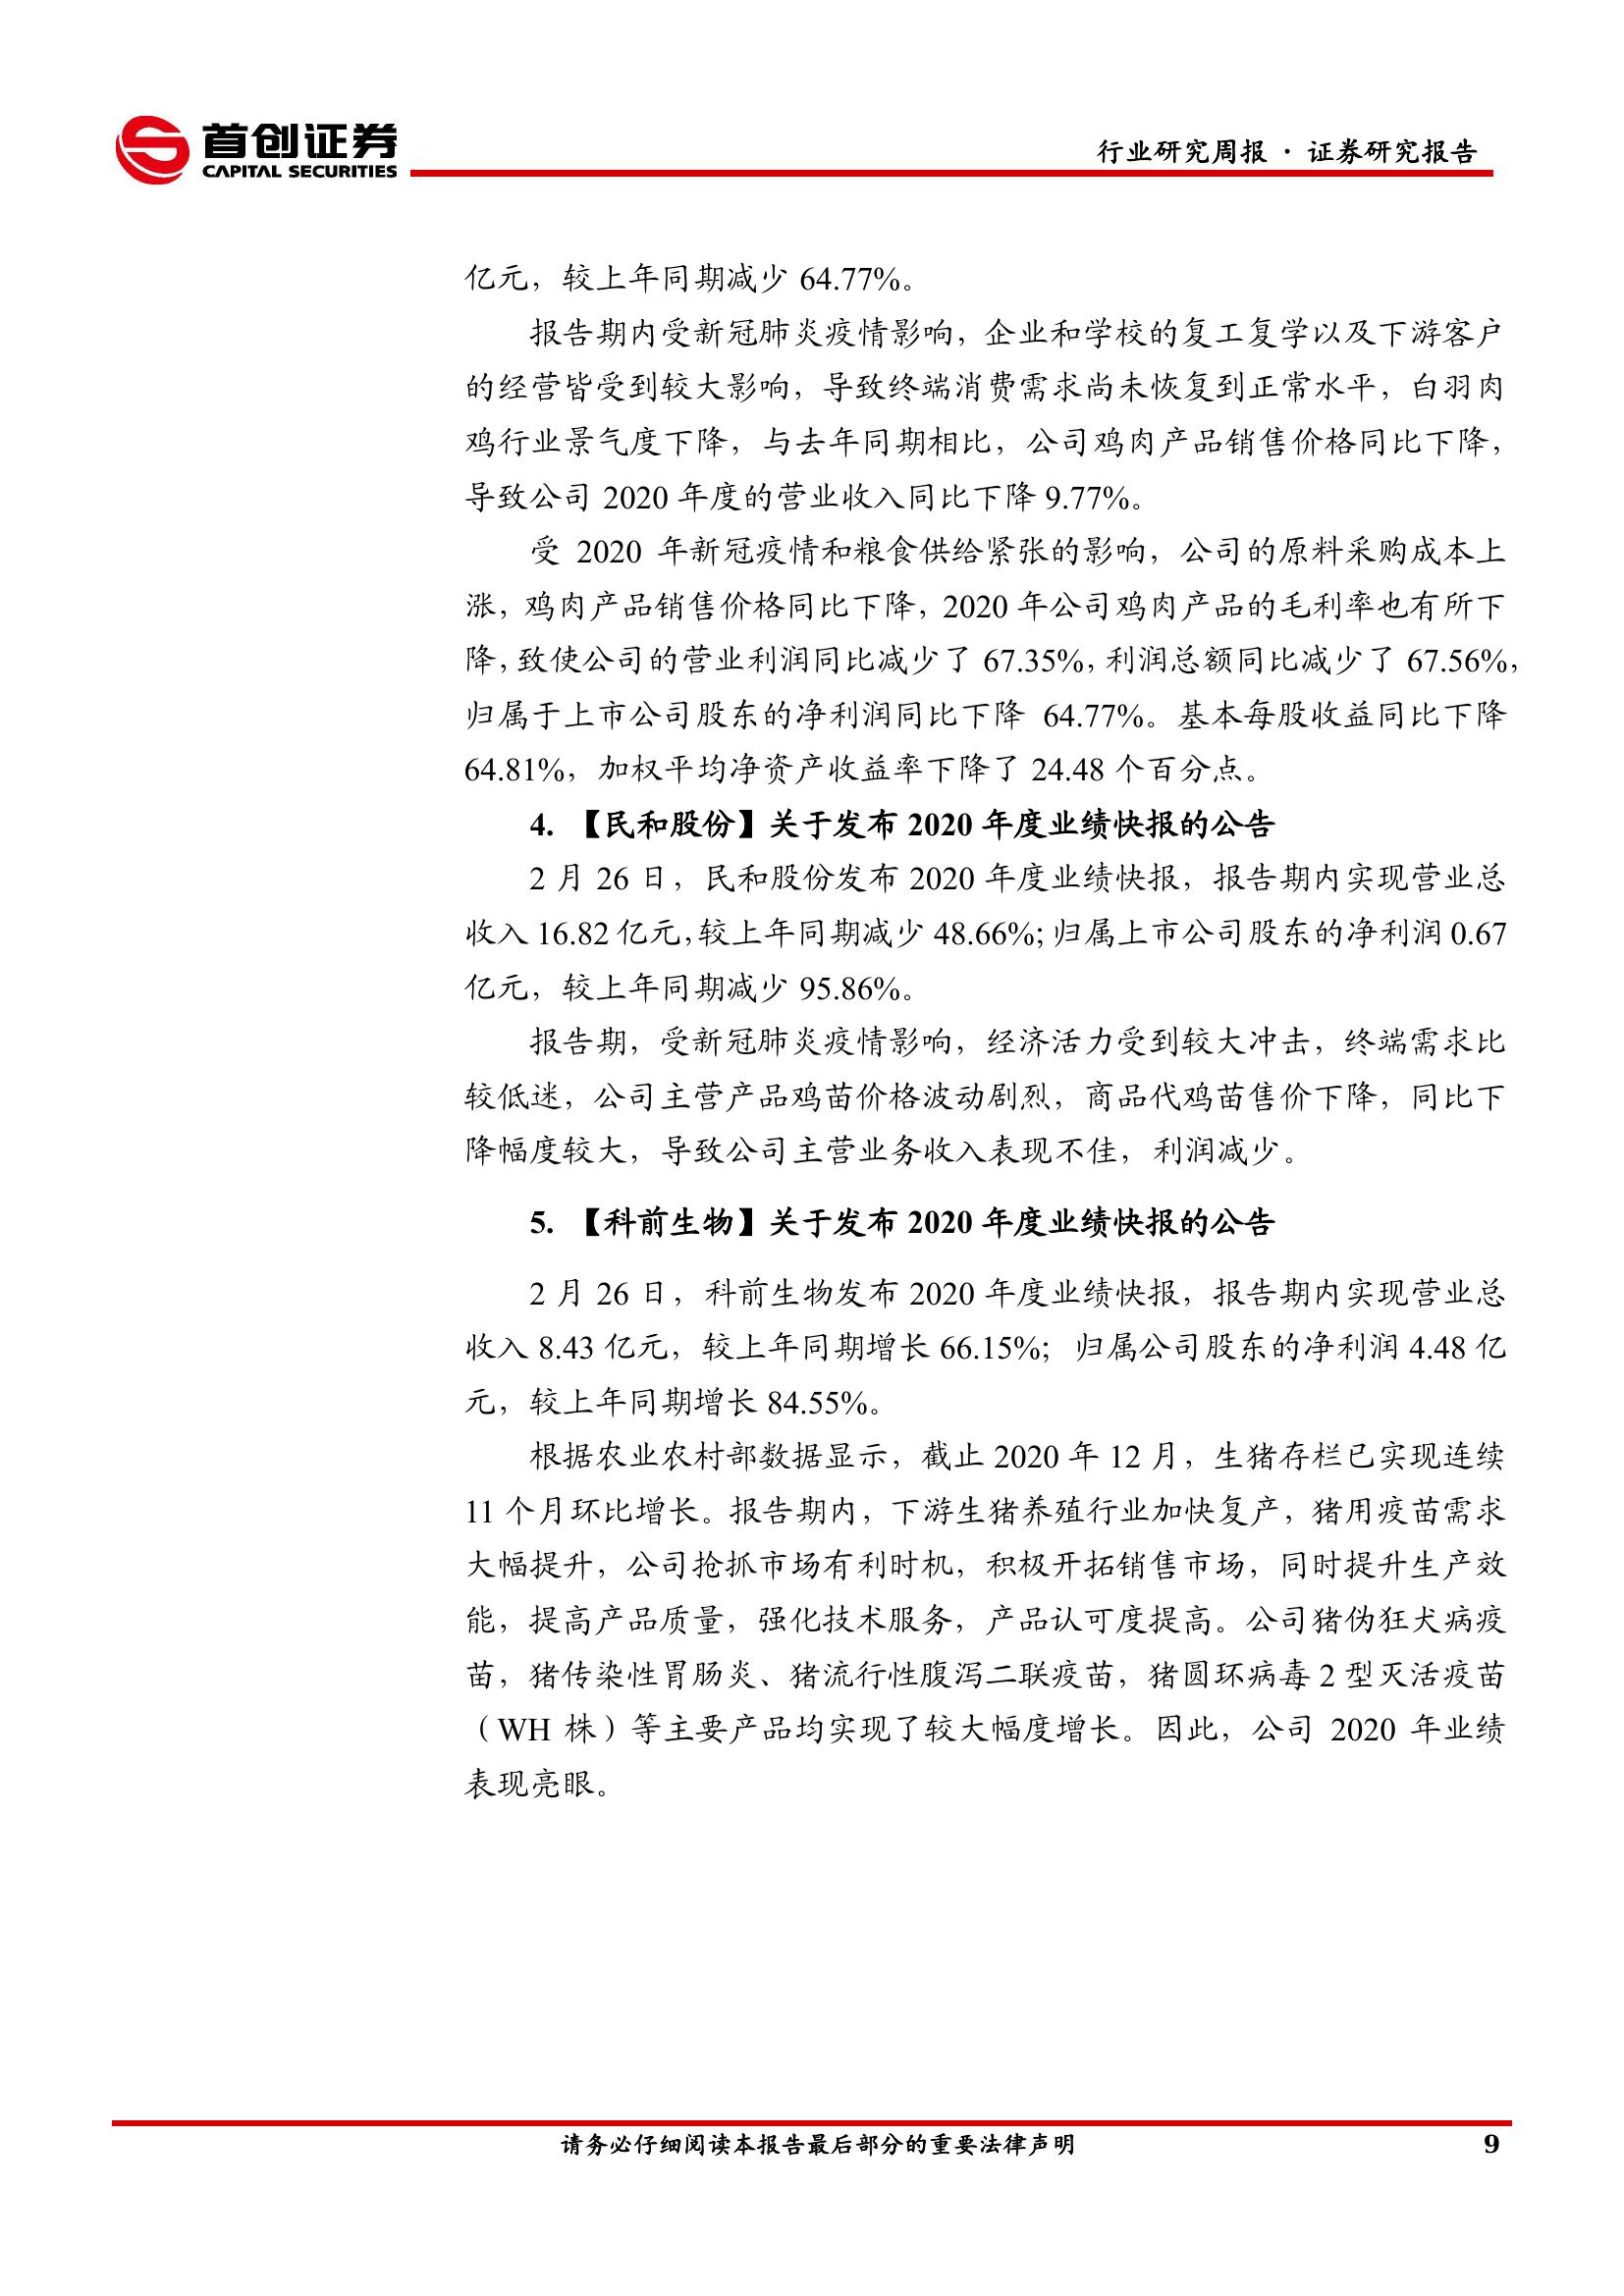 首创证券
CAPITAL SECURITIES
行业研究周报 · 证券研究报告
亿元，较上年同期减少 64.77%。
报告期内受新冠肺炎疫情影响，企业和学校的复工复学以及下游客户
的经营皆受到较大影响，导致终端消费需求尚未恢复到正常水平，白羽肉
鸡行业景气度下降，与去年同期相比，公司鸡肉产品销售价格同比下降，
导致公司 2020 年度的营业收入同比下降 9.77%。
受 2020 年新冠疫情和粮食供给紧张的影响，公司的原料采购成本上
涨，鸡肉产品销售价格同比下降，2020 年公司鸡肉产品的毛利率也有所下
降，致使公司的营业利润同比减少了 67.35%，利润总额同比减少了 67.56%，
归属于上市公司股东的净利润同比下降 64.77%。基本每股收益同比下降
64.81%，加权平均净资产收益率下降了 24.48 个百分点。
4. 【民和股份】关于发布 2020 年度业绩快报的公告
2 月 26 日，民和股份发布 2020 年度业绩快报，报告期内实现营业总
收入 16.82 亿元，较上年同期减少 48.66%；归属上市公司股东的净利润 0.67
亿元，较上年同期减少 95.86%。
报告期，受新冠肺炎疫情影响，经济活力受到较大冲击，终端需求比
较低迷，公司主营产品鸡苗价格波动剧烈，商品代鸡苗售价下降，同比下
降幅度较大，导致公司主营业务收入表现不佳，利润减少。
5. 【科前生物】关于发布 2020 年度业绩快报的公告
2 月 26 日，科前生物发布 2020 年度业绩快报，报告期内实现营业总
收入 8.43 亿元，较上年同期增长 66.15%；归属公司股东的净利润 4.48 亿
元，较上年同期增长 84.55%。
根据农业农村部数据显示，截止 2020 年 12 月，生猪存栏已实现连续
11 个月环比增长。报告期内，下游生猪养殖行业加快复产，猪用疫苗需求
大幅提升，公司抢抓市场有利时机，积极开拓销售市场，同时提升生产效
能，提高产品质量，强化技术服务，产品认可度提高。公司猪伪狂犬病疫
苗，猪传染性胃肠炎、猪流行性腹泻二联疫苗，猪圆环病毒 2 型灭活疫苗
（WH 株）等主要产品均实现了较大幅度增长。因此，公司 2020 年业绩
表现亮眼。
请务必仔细阅读本报告最后部分的重要法律声明
9